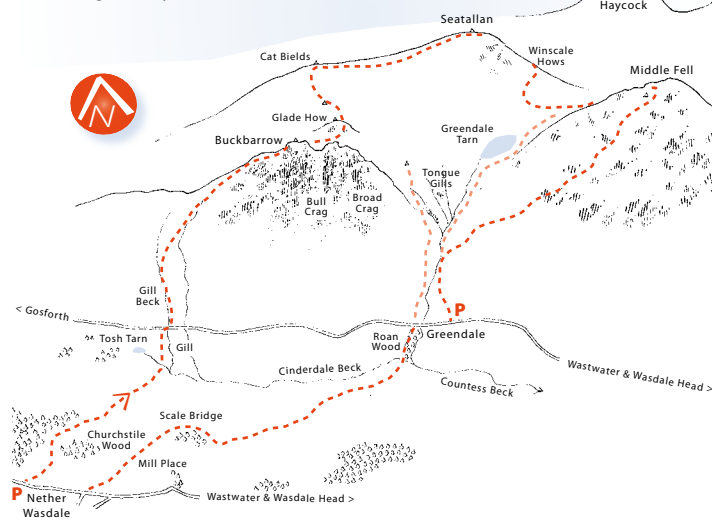 Haycock
Seatallan
Cat Bields
Winscale
Hows
Middle Fell
N
Glade How
Buckbarrow
Greendale
Tarn
Tongue
Gills
Bull
Crag
Broad
Crag
Gill
Beck
< Gosforth
P
Tosh Tarn
Gill
Roan
Wood
Greendale
Cinderdale Beck
Countess Beck
Wastwater & Wasdale Head >
Scale Bridge
Churchstile
Wood
Mill Place
P
Nether
Wasdale
Wastwater & Wasdale Head >